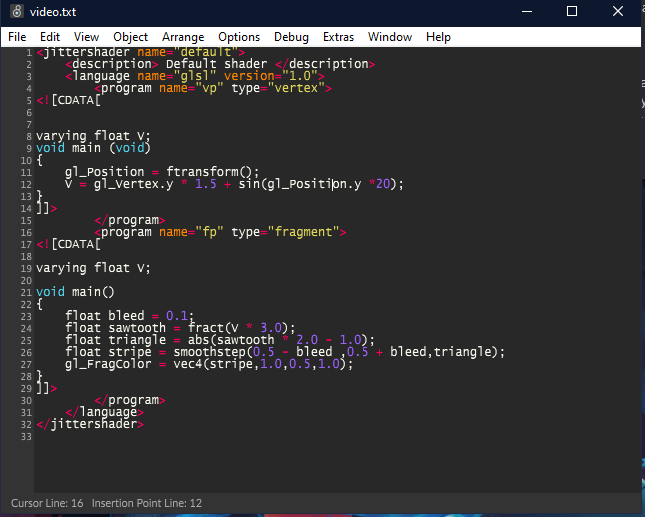 video.txt
File Edit View Object Arrange Options Debug Extras Window Help
1 <jittershader name="default">
2 <description> Default shader </description>
3 <language name="glsl" version="1.0">
4 <program name="vp" type="vertex">
5 <![CDATA[
6
7
8 varying float V;
9 void main (void)
10 {
11 gl_Position = ftransform();
12 V = gl_Vertex.y * 1.5 + sin(gl_Position.y *20);
13 }
14 ]]>
15 </program>
16 <program name="fp" type="fragment">
17 <![CDATA[
18
19 varying float V;
20
21 void main()
22 {
23 float bleed = 0.1;
24 float sawtooth = fract(V * 3.0);
25 float triangle = abs(sawtooth * 2.0 - 1.0);
26 float stripe = smoothstep(0.5 - bleed ,0.5 + bleed,triangle);
27 gl_FragColor = vec4(stripe,1.0,0.5,1.0);
28 }
29 ]]>
30 </program>
31 </language>
32 </jittershader>
33
Cursor Line: 16 Insertion Point Line: 12